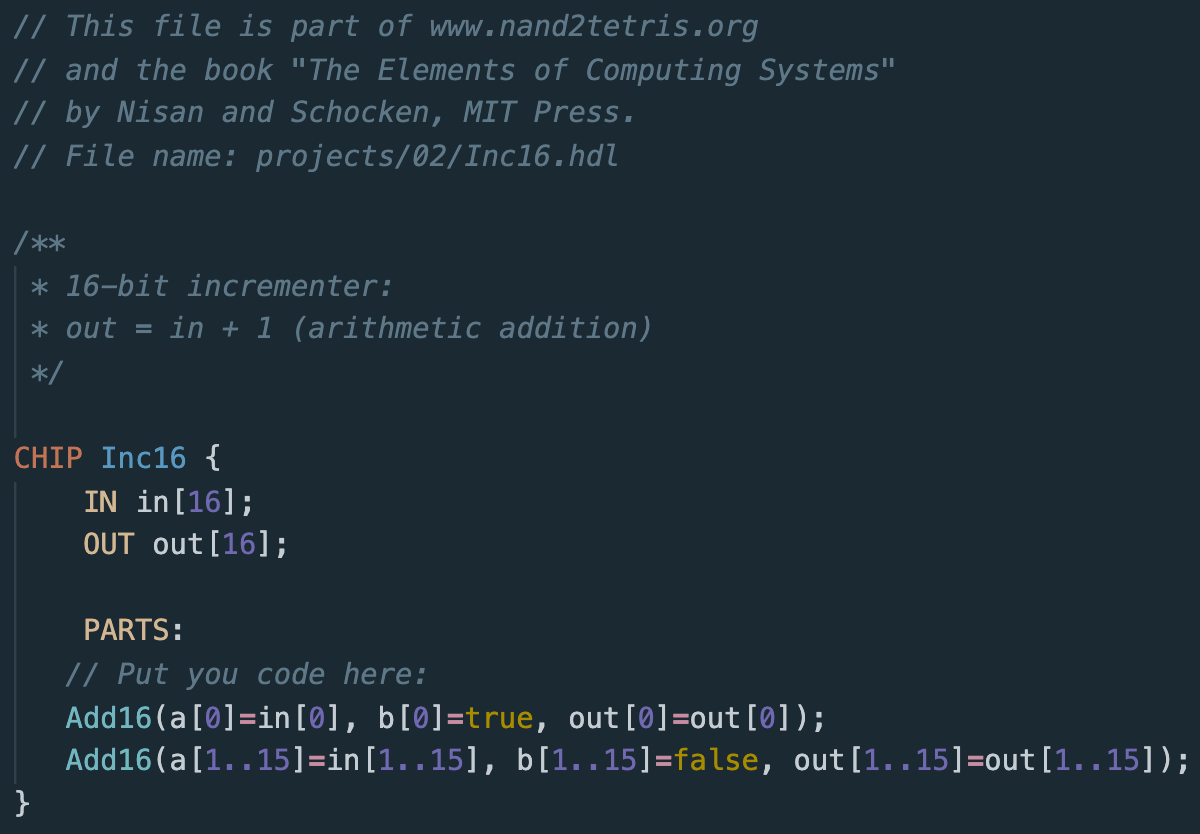 // This file is part of www.nand2tetris.org
// and the book "The Elements of Computing Systems"
// by Nisan and Schocken, MIT Press.
// File name: projects/02/Inc16.hdl
/**
* 16-bit incrementer:
* out = in + 1 (arithmetic addition)
*/
CHIP Inc16 {
IN in[16];
OUT out[16];
PARTS:
// Put you code here:
Add16(a[0]=in[0], b[0]=true, out[0]=out[0]);
Add16(a[1..15]=in[1..15], b[1..15]=false, out[1..15]=out[1..15]);
}